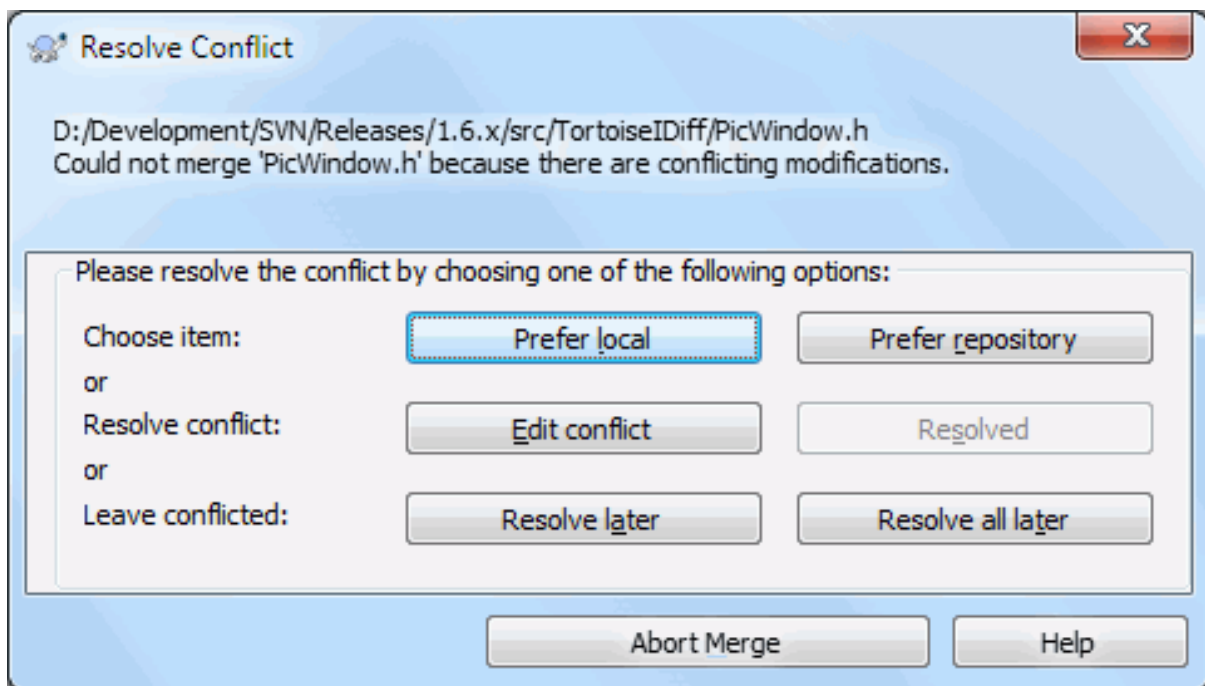 Resolve Conflict
D:/Development/SVN/Releases/1.6.x/src/TortoiseIDiff/PicWindow.h
Could not merge 'PicWindow.h' because there are conflicting modifications.
Please resolve the conflict by choosing one of the following options:
Choose item: Prefer local Prefer repository
or
Resolve conflict: Edit conflict Resolved
or
Leave conflicted: Resolve later Resolve all later
Abort Merge Help